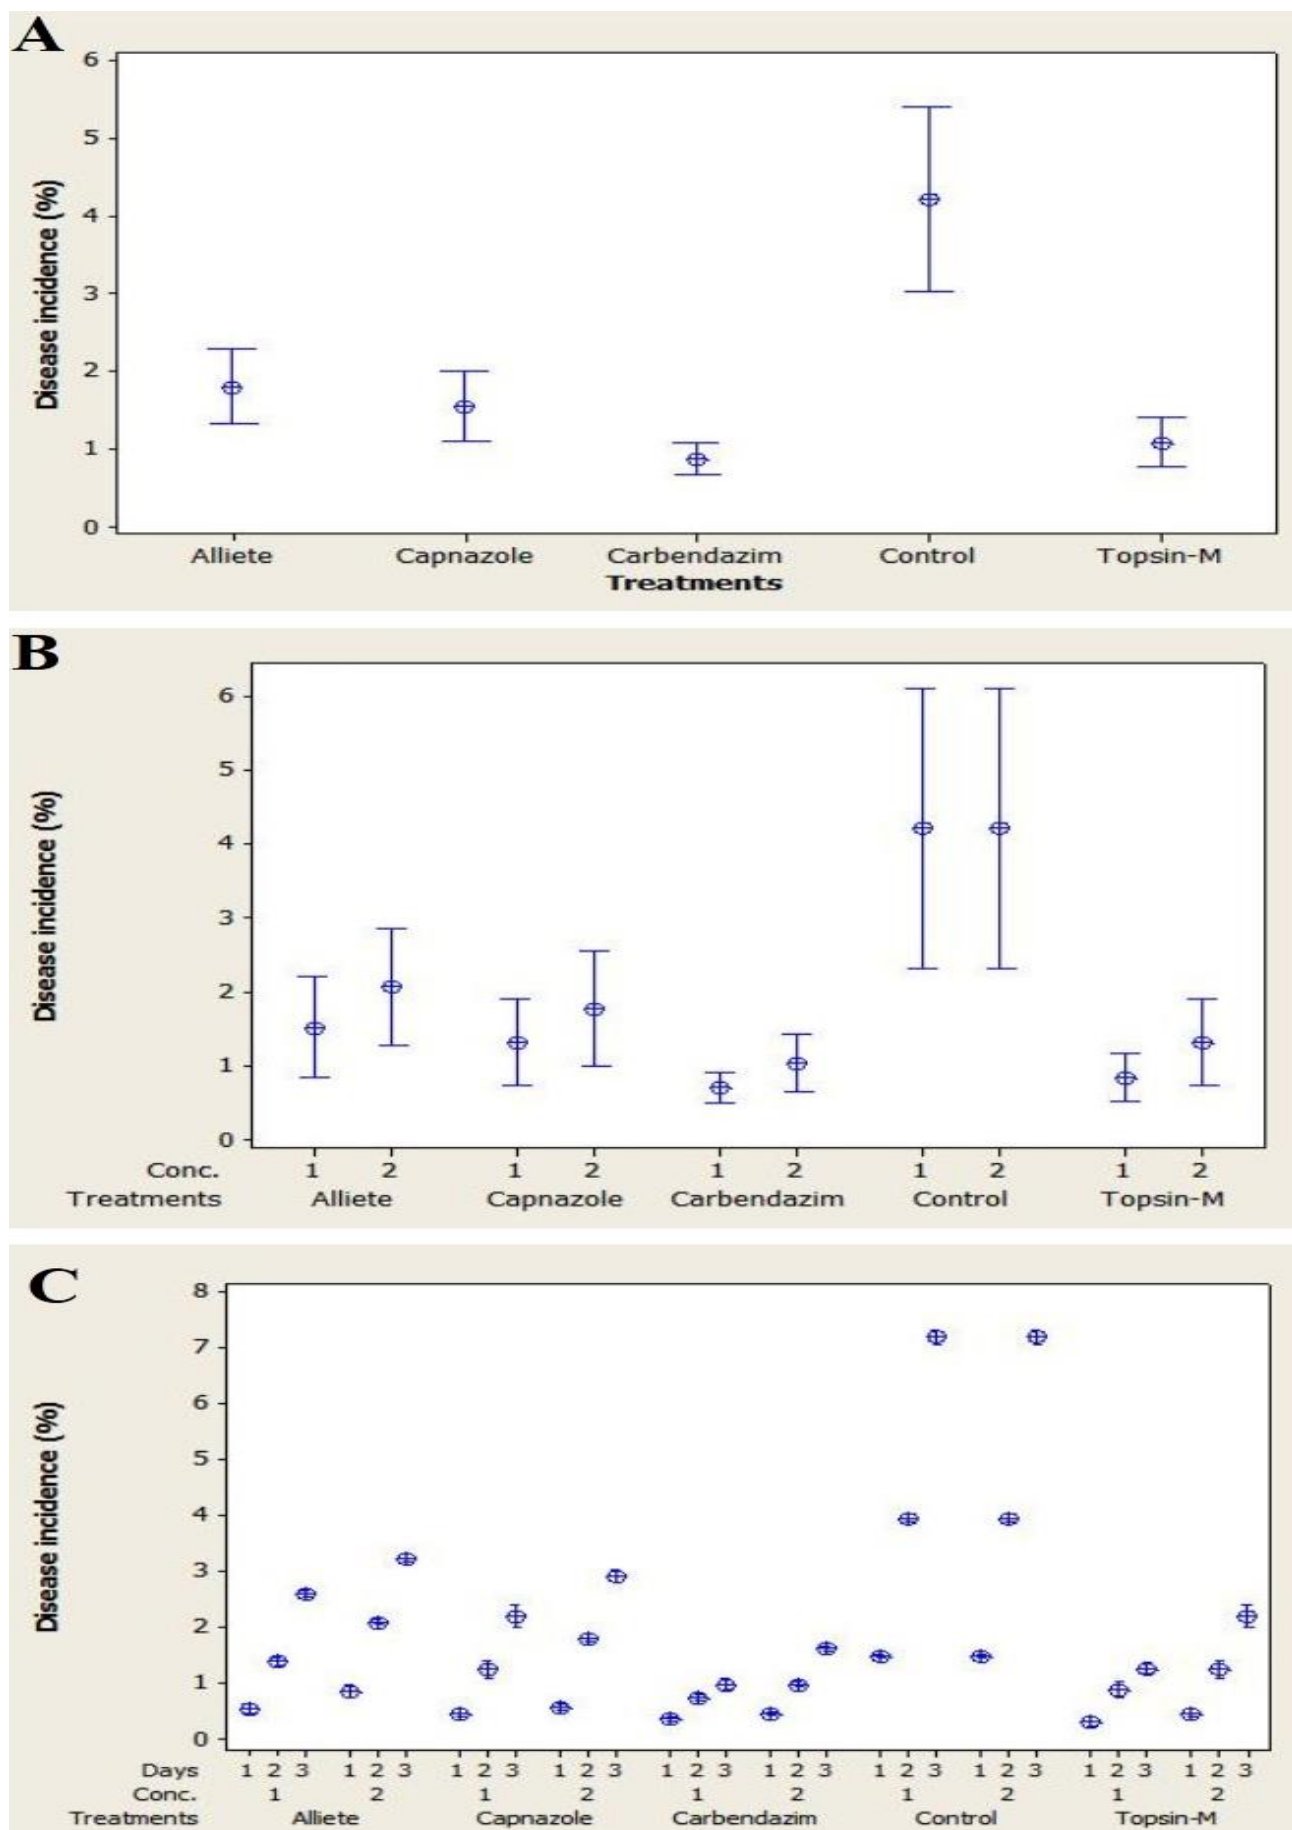 A
Disease incidence (%)
6
5
4
3
2
1
0
Alliete Capnazole Carbendazim Control Topsin-M
Treatments
B
Disease incidence (%)
6
5
4
3
2
1
0
Conc. 1 2 1 2 1 2 1 2 1 2
Treatments Alliete Capnazole Carbendazim Control Topsin-M
C
Disease incidence (%)
8
7
6
5
4
3
2
1
0
Days 1 2 3 1 2 3 1 2 3 1 2 3 1 2 3 1 2 3 1 2 3 1 2 3 1 2 3 1 2 3
Conc. 1 2 1 2 1 2 1 2 1 2
Treatments Alliete Capnazole Carbendazim Control Topsin-M